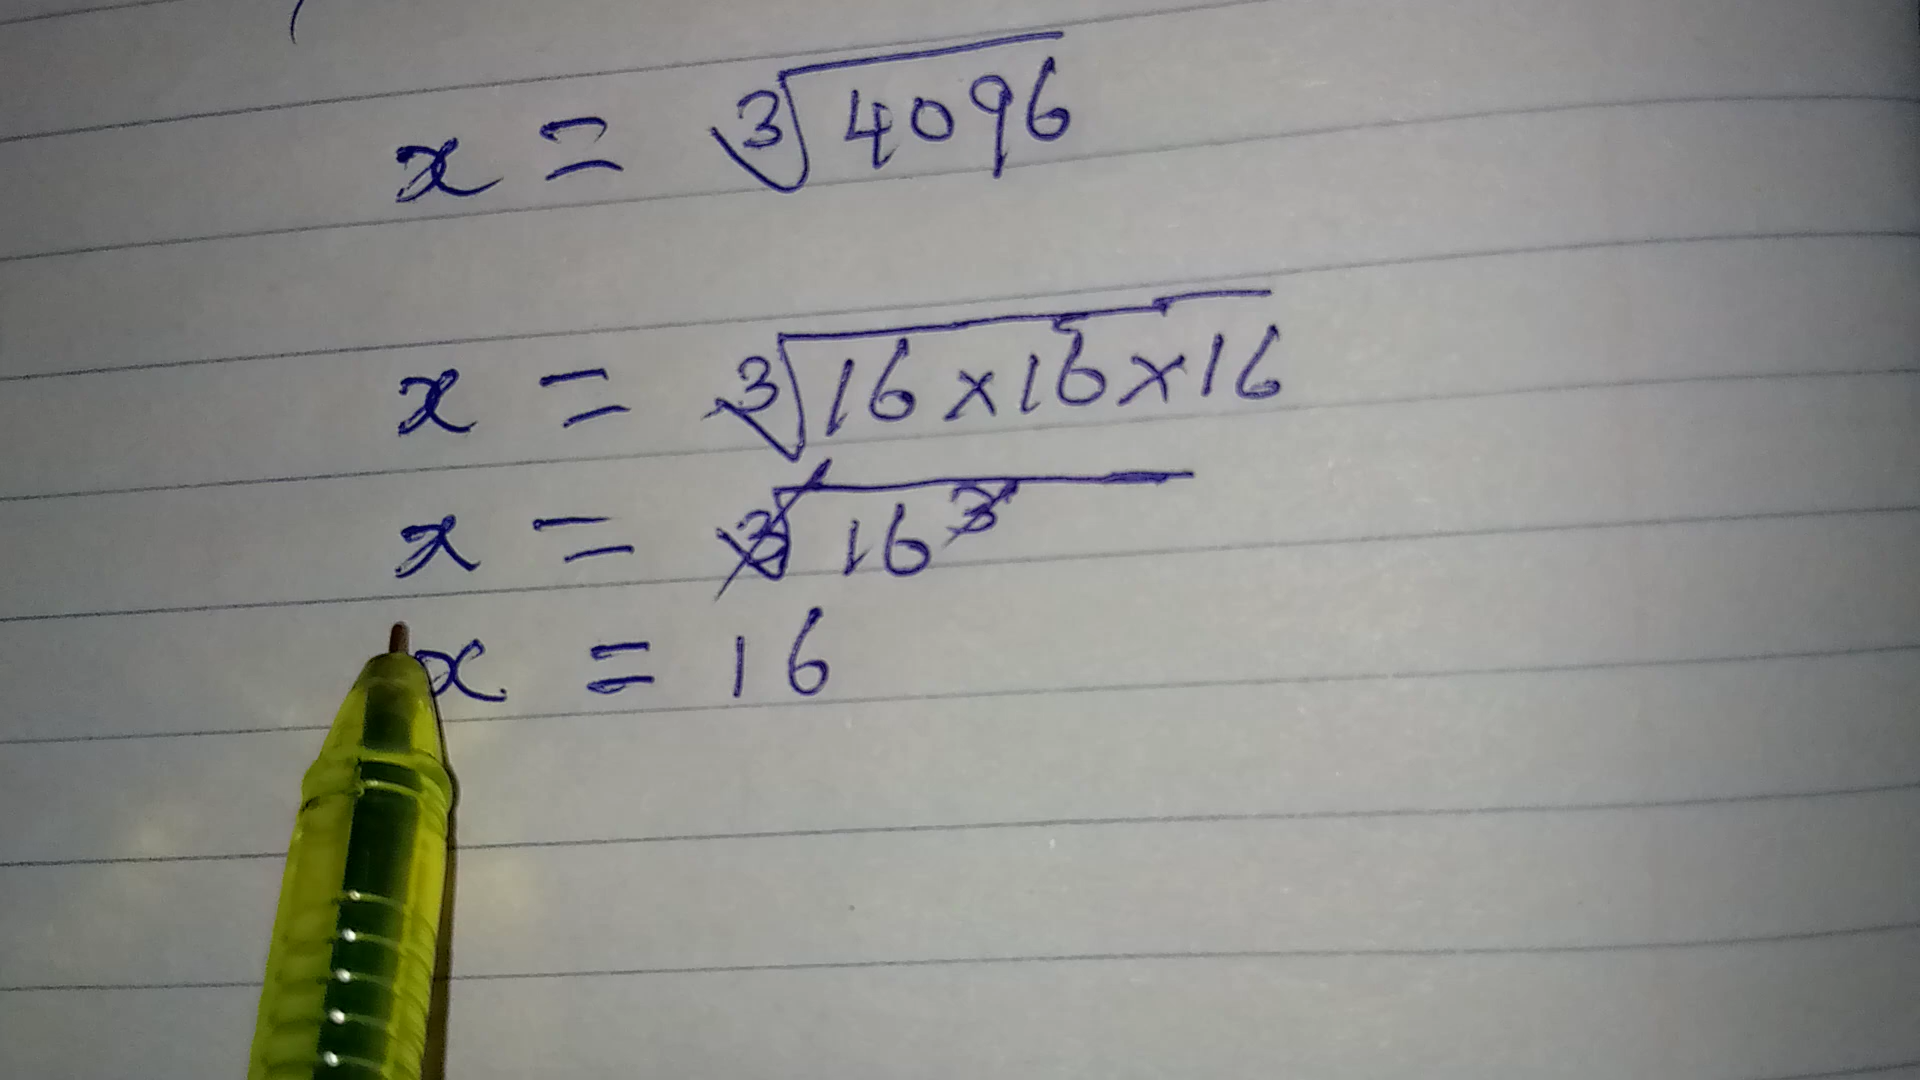 x = ∛4096
x = ∛16×16×16
x = ∛16³
x = 16